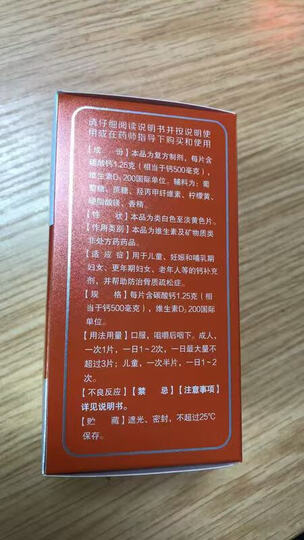 请仔细阅读说明书并按说明使
用或在药师指导下购买和使用
【成　份】本品为复方制剂，每片含
碳酸钙1.25克（相当于钙500毫克），
维生素D₃ 200国际单位。辅料为：葡
萄糖、蔗糖、羟丙甲纤维素、柠檬黄、
硬脂酸镁、香精。
【性　状】本品为类白色至淡黄色片。
【作用类别】本品为维生素及矿物质类
非处方药药品。
【适 应 症】用于儿童、妊娠和哺乳期
妇女、更年期妇女、老年人等的钙补充
剂，并帮助防治骨质疏松症。
【规　格】每片含碳酸钙1.25克（相当
于钙500毫克），维生素D₃ 200国际
单位。
【用法用量】口服，咀嚼后咽下。成人，
一次1片，一日1~2次，一日最大量不
超过3片；儿童，一次半片，一日1~2
次。
【不良反应】【禁　忌】【注意事项】
详见说明书。
【贮　藏】遮光、密封，不超过25℃
保存。